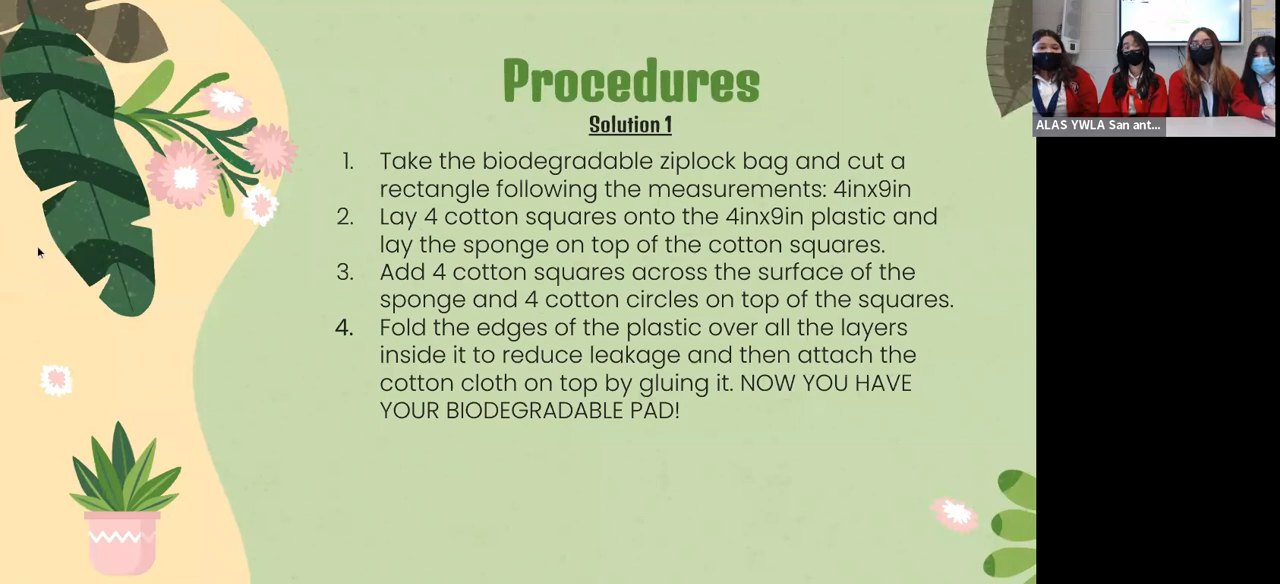 Procedures
Solution 1
1. Take the biodegradable ziplock bag and cut a
rectangle following the measurements: 4inx9in
2. Lay 4 cotton squares onto the 4inx9in plastic and
lay the sponge on top of the cotton squares.
3. Add 4 cotton squares across the surface of the
sponge and 4 cotton circles on top of the squares.
4. Fold the edges of the plastic over all the layers
inside it to reduce leakage and then attach the
cotton cloth on top by gluing it. NOW YOU HAVE
YOUR BIODEGRADABLE PAD!
ALAS YWLA San ant...